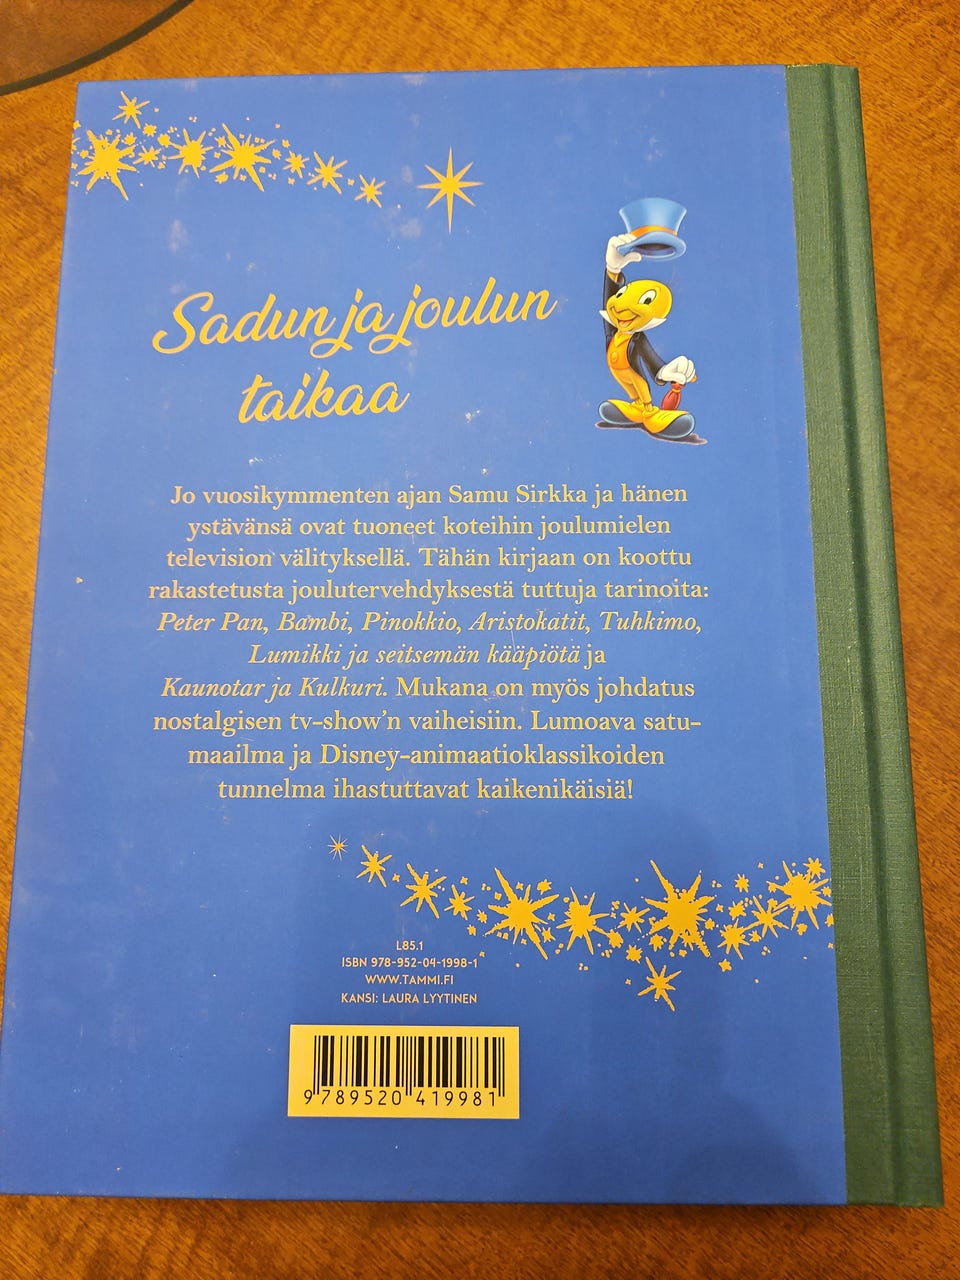 Sadun ja joulun
taikaa
Jo vuosikymmenten ajan Samu Sirkka ja hänen
ystävänsä ovat tuoneet koteihin joulumielen
television välityksellä. Tähän kirjaan on koottu
rakastetusta joulutervehdyksestä tuttuja tarinoita:
Peter Pan, Bambi, Pinokkio, Aristokatit, Tuhkimo,
Lumikki ja seitsemän kääpiötä ja
Kaunotar ja Kulkuri. Mukana on myös johdatus
nostalgisen tv-show'n vaiheisiin. Lumoava satu-
maailma ja Disney-animaatioklassikoiden
tunnelma ihastuttavat kaikenikäisiä!
L85.1
ISBN 978-952-04-1998-1
WWW.TAMMI.FI
KANSI: LAURA LYYTINEN
9 789520 419981